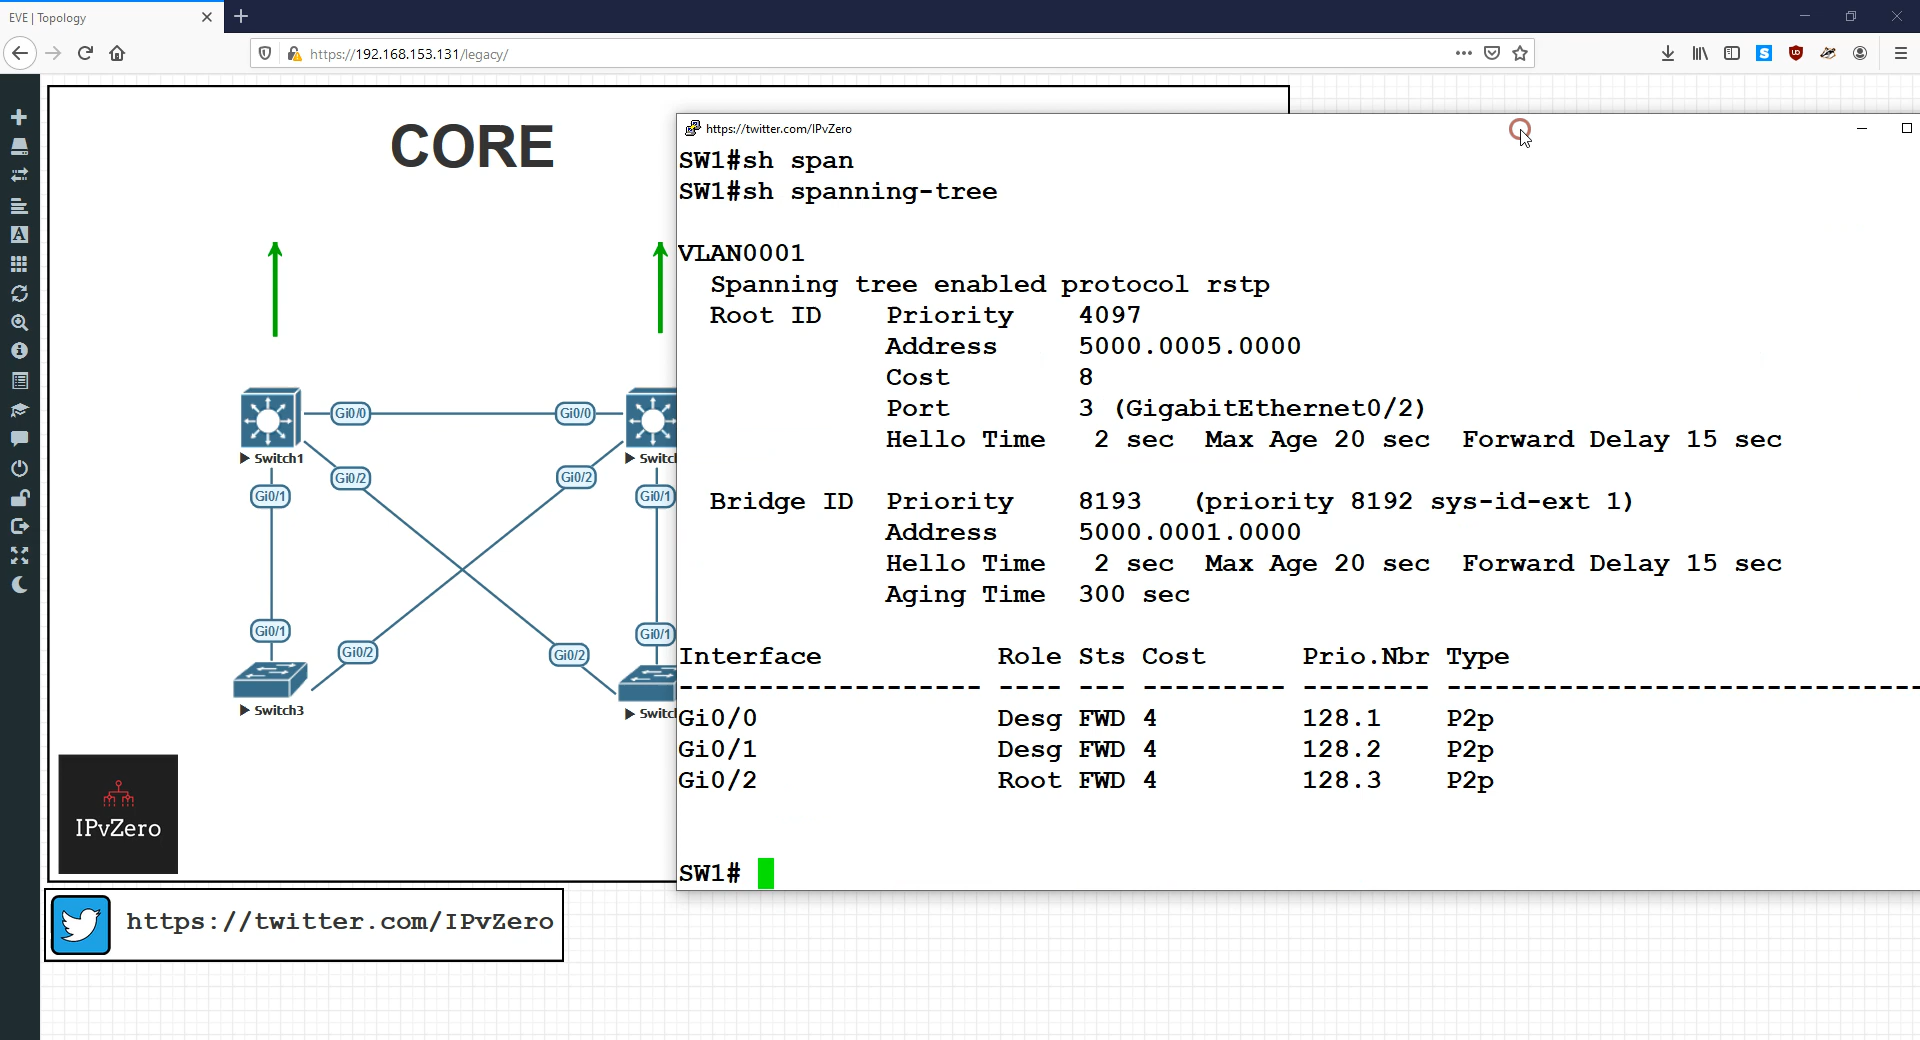 EVE | Topology
https://192.168.153.131/legacy/
CORE
Gi0/0
Gi0/0
Switch1
Gi0/2
Gi0/2
Gi0/1
Gi0/1
Gi0/1
Gi0/2
Gi0/2
Gi0/1
Switch3
IPvZero
https://twitter.com/IPvZero
https://twitter.com/IPvZero
SW1#sh span
SW1#sh spanning-tree
VLAN0001
Spanning tree enabled protocol rstp
Root ID Priority 4097
Address 5000.0005.0000
Cost 8
Port 3 (GigabitEthernet0/2)
Hello Time 2 sec Max Age 20 sec Forward Delay 15 sec
Bridge ID Priority 8193 (priority 8192 sys-id-ext 1)
Address 5000.0001.0000
Hello Time 2 sec Max Age 20 sec Forward Delay 15 sec
Aging Time 300 sec
Interface Role Sts Cost Prio.Nbr Type
------------------- ---- --- --------- -------- ------------------------------
Gi0/0 Desg FWD 4 128.1 P2p
Gi0/1 Desg FWD 4 128.2 P2p
Gi0/2 Root FWD 4 128.3 P2p
SW1#